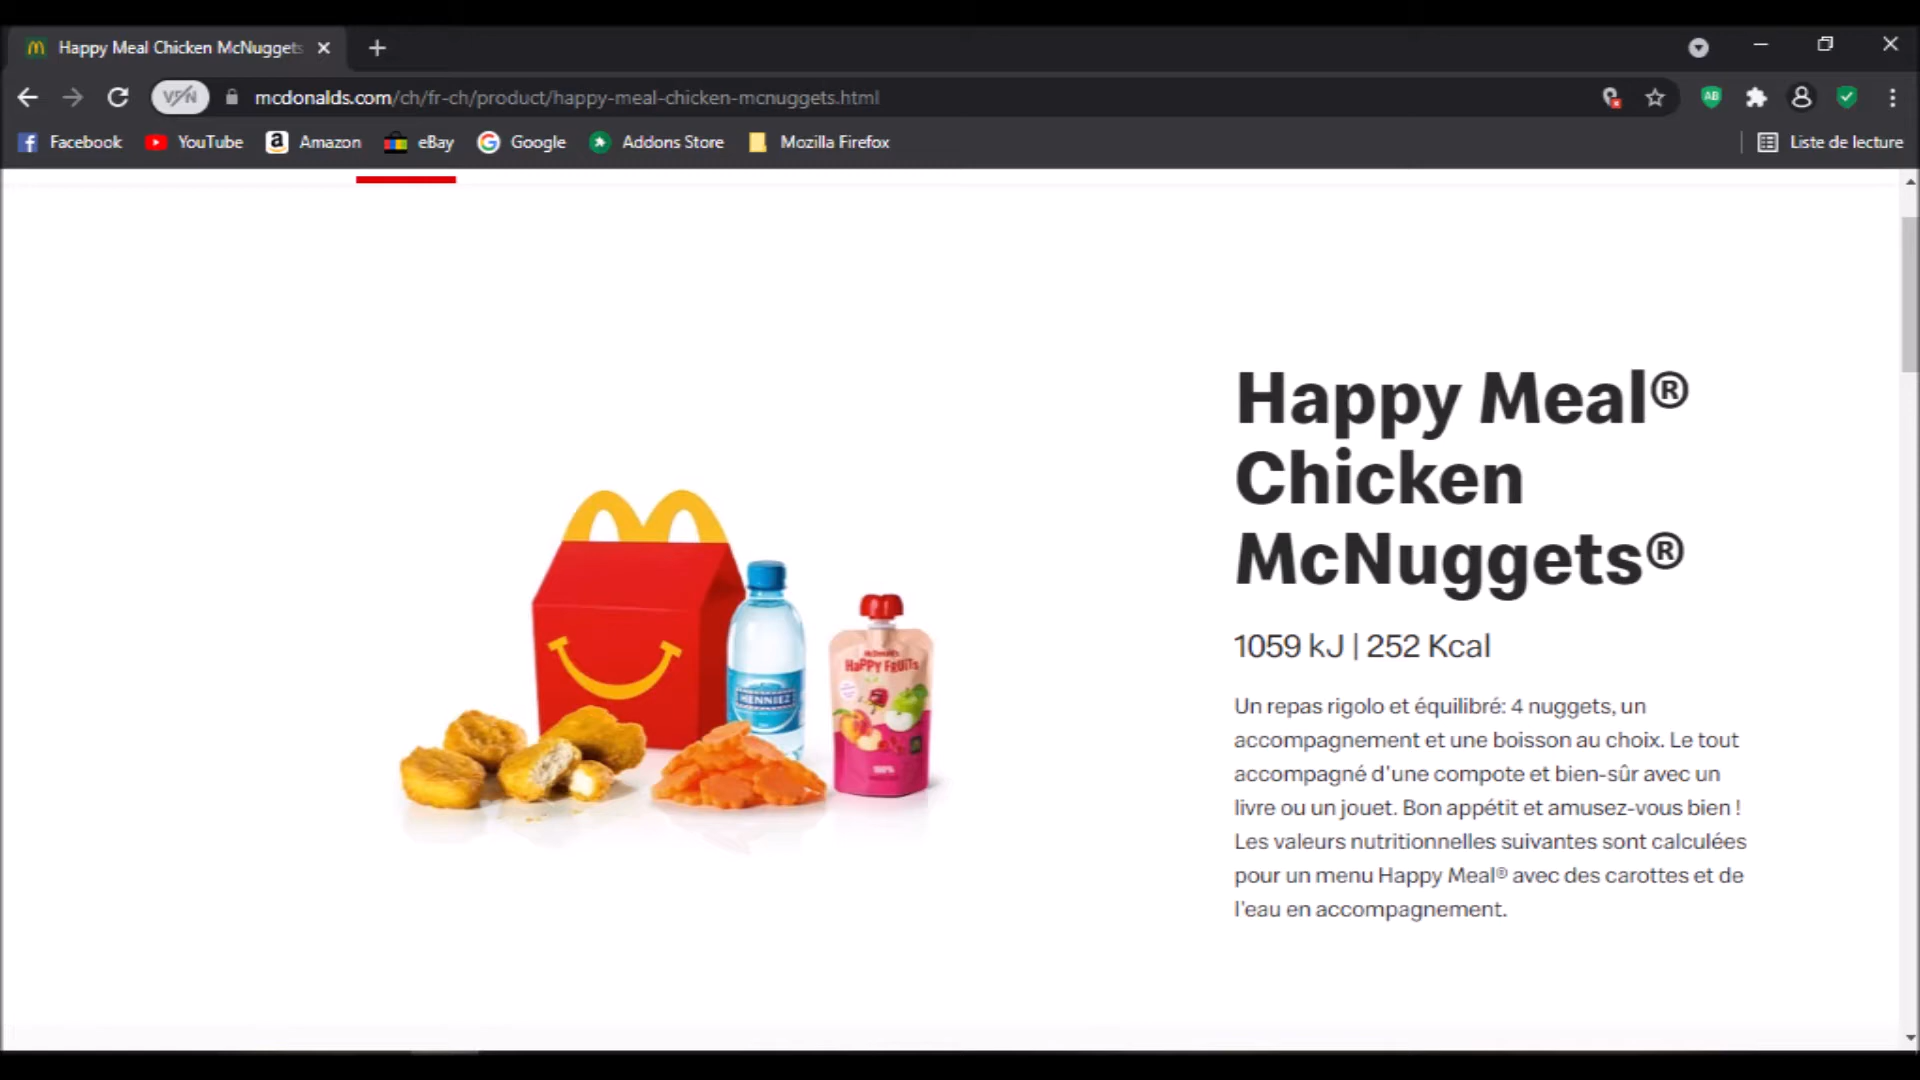 Happy Meal Chicken McNuggets
VPN
mcdonalds.com/ch/fr-ch/product/happy-meal-chicken-mcnuggets.html
AB
Facebook
YouTube
Amazon
eBay
Google
Addons Store
Mozilla Firefox
Liste de lecture
Happy Meal®
Chicken
McNuggets®
1059 kJ | 252 Kcal
Un repas rigolo et équilibré: 4 nuggets, un
accompagnement et une boisson au choix. Le tout
accompagné d'une compote et bien-sûr avec un
livre ou un jouet. Bon appétit et amusez-vous bien !
Les valeurs nutritionnelles suivantes sont calculées
pour un menu Happy Meal® avec des carottes et de
l'eau en accompagnement.
HENNIEZ
McDonald's
HaPPY FRUiTs